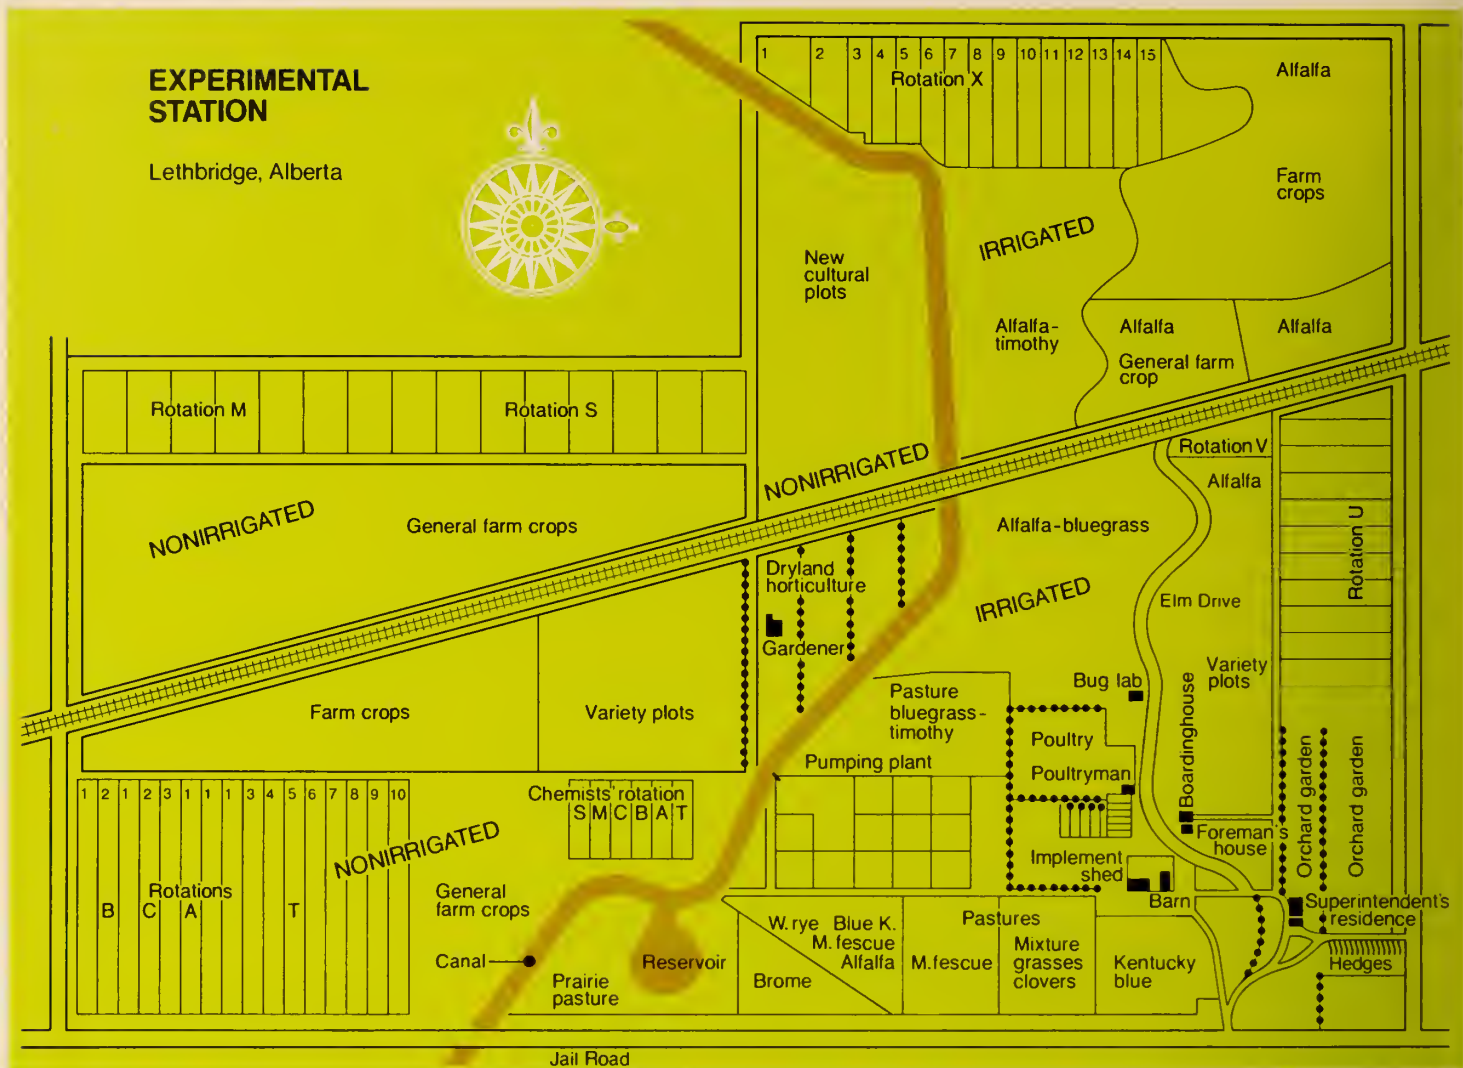 EXPERIMENTAL
STATION
Lethbridge, Alberta
1 2 3 4 5 6 7 8 9 10 11 12 13 14 15
Rotation X
Alfalfa
Farm
crops
IRRIGATED
New
cultural
plots
Alfalfa-
timothy
Alfalfa
General farm
crop
Alfalfa
Rotation M
Rotation S
NONIRRIGATED
Rotation V
Alfalfa
NONIRRIGATED
General farm crops
Alfalfa-bluegrass
Rotation U
Dryland
horticulture
IRRIGATED
Elm Drive
Gardener
Variety
plots
Bug lab
Farm crops
Variety plots
Pasture
bluegrass-
timothy
Poultry
Boardinghouse
Orchard garden
Orchard garden
Pumping plant
Poultryman
1 2 1 2 3 1 1 1 3 4 5 6 7 8 9 10
Chemists' rotation
S M C B A T
NONIRRIGATED
Foreman's
house
Implement
shed
Rotations
B C A T
General
farm crops
Barn
Superintendent's
residence
W. rye Blue K.
M. fescue
Alfalfa
Pastures
Canal
Reservoir
Brome
M. fescue
Mixture
grasses
clovers
Kentucky
blue
Hedges
Prairie
pasture
Jail Road